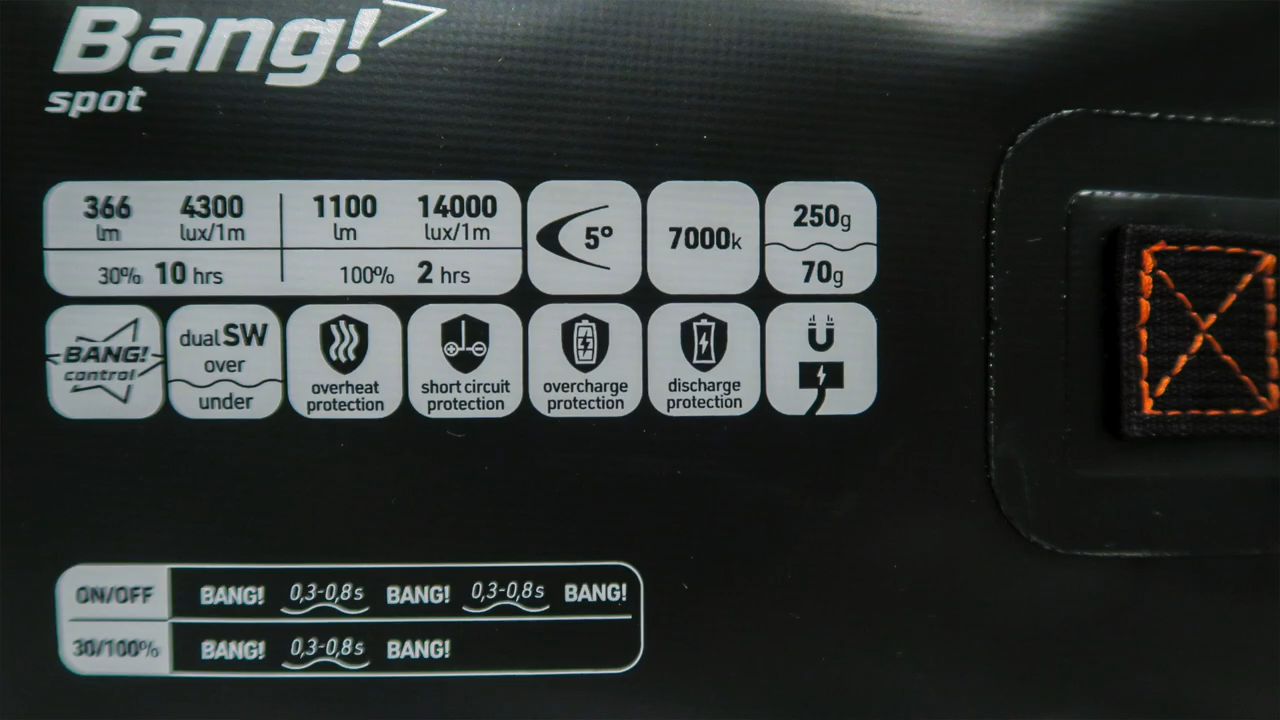 Bang!
spot
366 4300 1100 14000
lm lux/1m lm lux/1m
30% 10 hrs 100% 2 hrs
5°
7000k
250g
70g
BANG!
control
dual SW
over
under
overheat
protection
short circuit
protection
overcharge
protection
discharge
protection
ON/OFF BANG! 0,3-0,8s BANG! 0,3-0,8s BANG!
30/100% BANG! 0,3-0,8s BANG!